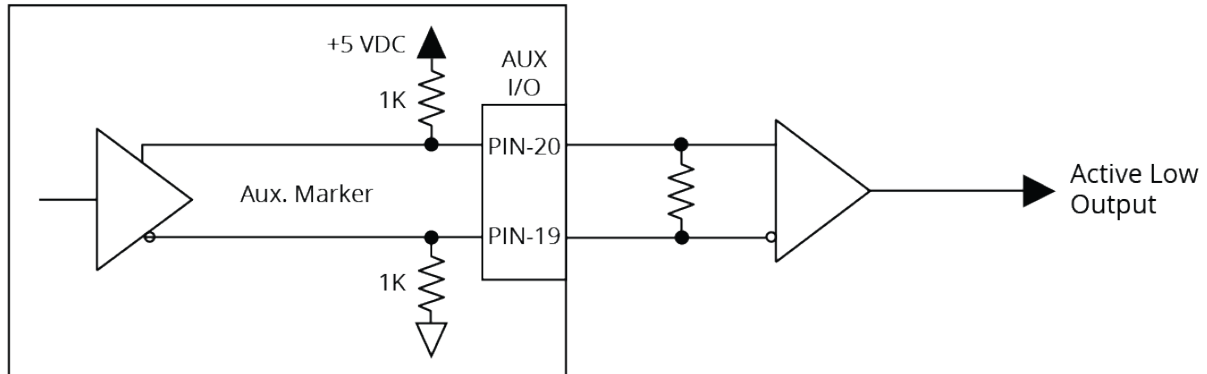 +5 VDC
AUX
I/O
1K
PIN-20
Aux. Marker
PIN-19
1K
Active Low
Output